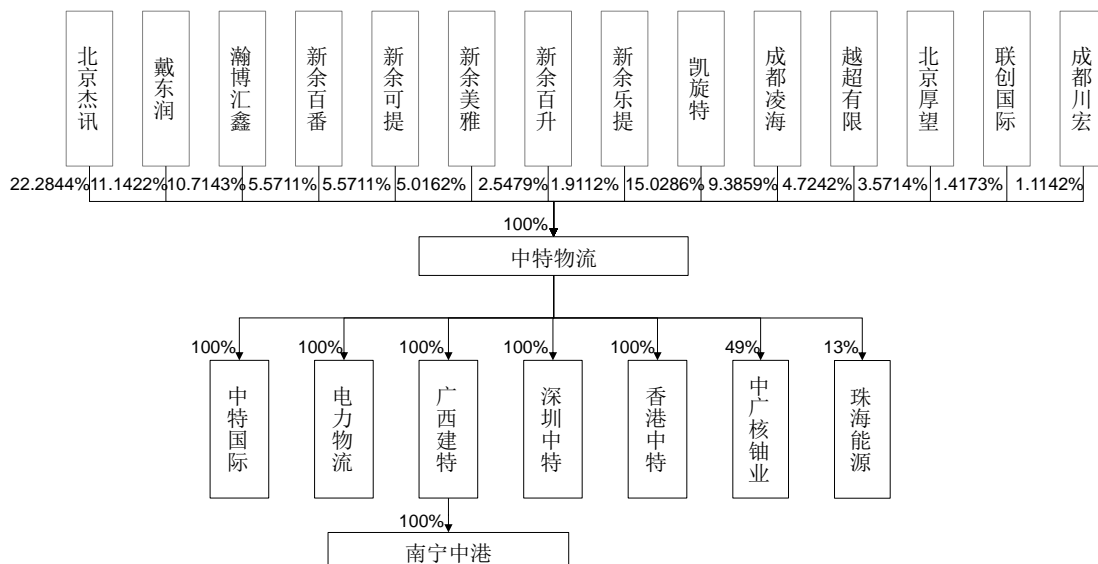 北京杰讯
戴东润
瀚博汇鑫
新余百番
新余可提
新余美雅
新余百升
新余乐提
凯旋特
成都凌海
越超有限
北京厚望
联创国际
成都川宏
22.2844%
11.1422%
10.7143%
5.5711%
5.5711%
5.0162%
2.5479%
1.9112%
15.0286%
9.3859%
4.7242%
3.5714%
1.4173%
1.1142%
100%
中特物流
100%
100%
100%
100%
100%
49%
13%
中特国际
电力物流
广西建特
深圳中特
香港中特
中广核铀业
珠海能源
100%
南宁中港